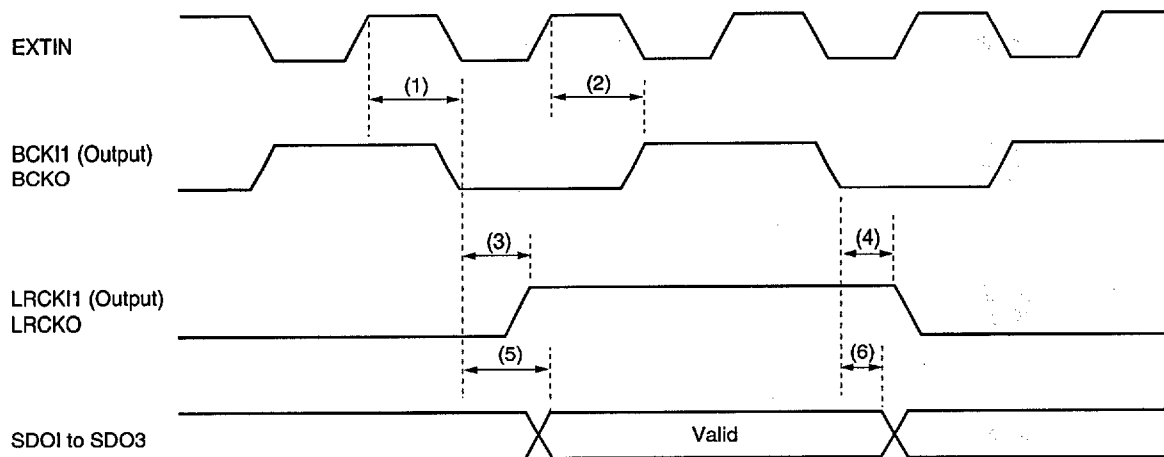 EXTIN
(1)
(2)
BCKI1 (Output)
BCKO
(3)
(4)
LRCKI1 (Output)
LRCKO
(5)
(6)
SDOI to SDO3
Valid